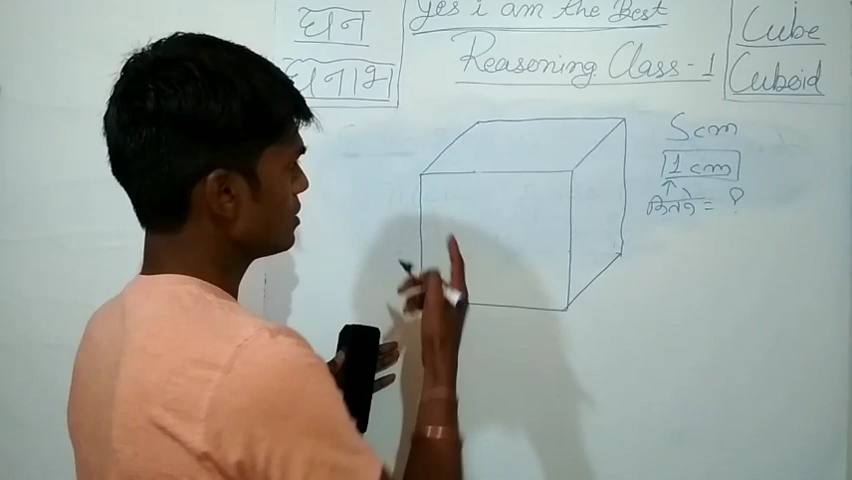 घन
घनाभ
Yes i am the Best
Reasoning Class-1
Cube
Cuboid
5cm
1 cm
कितने = ?